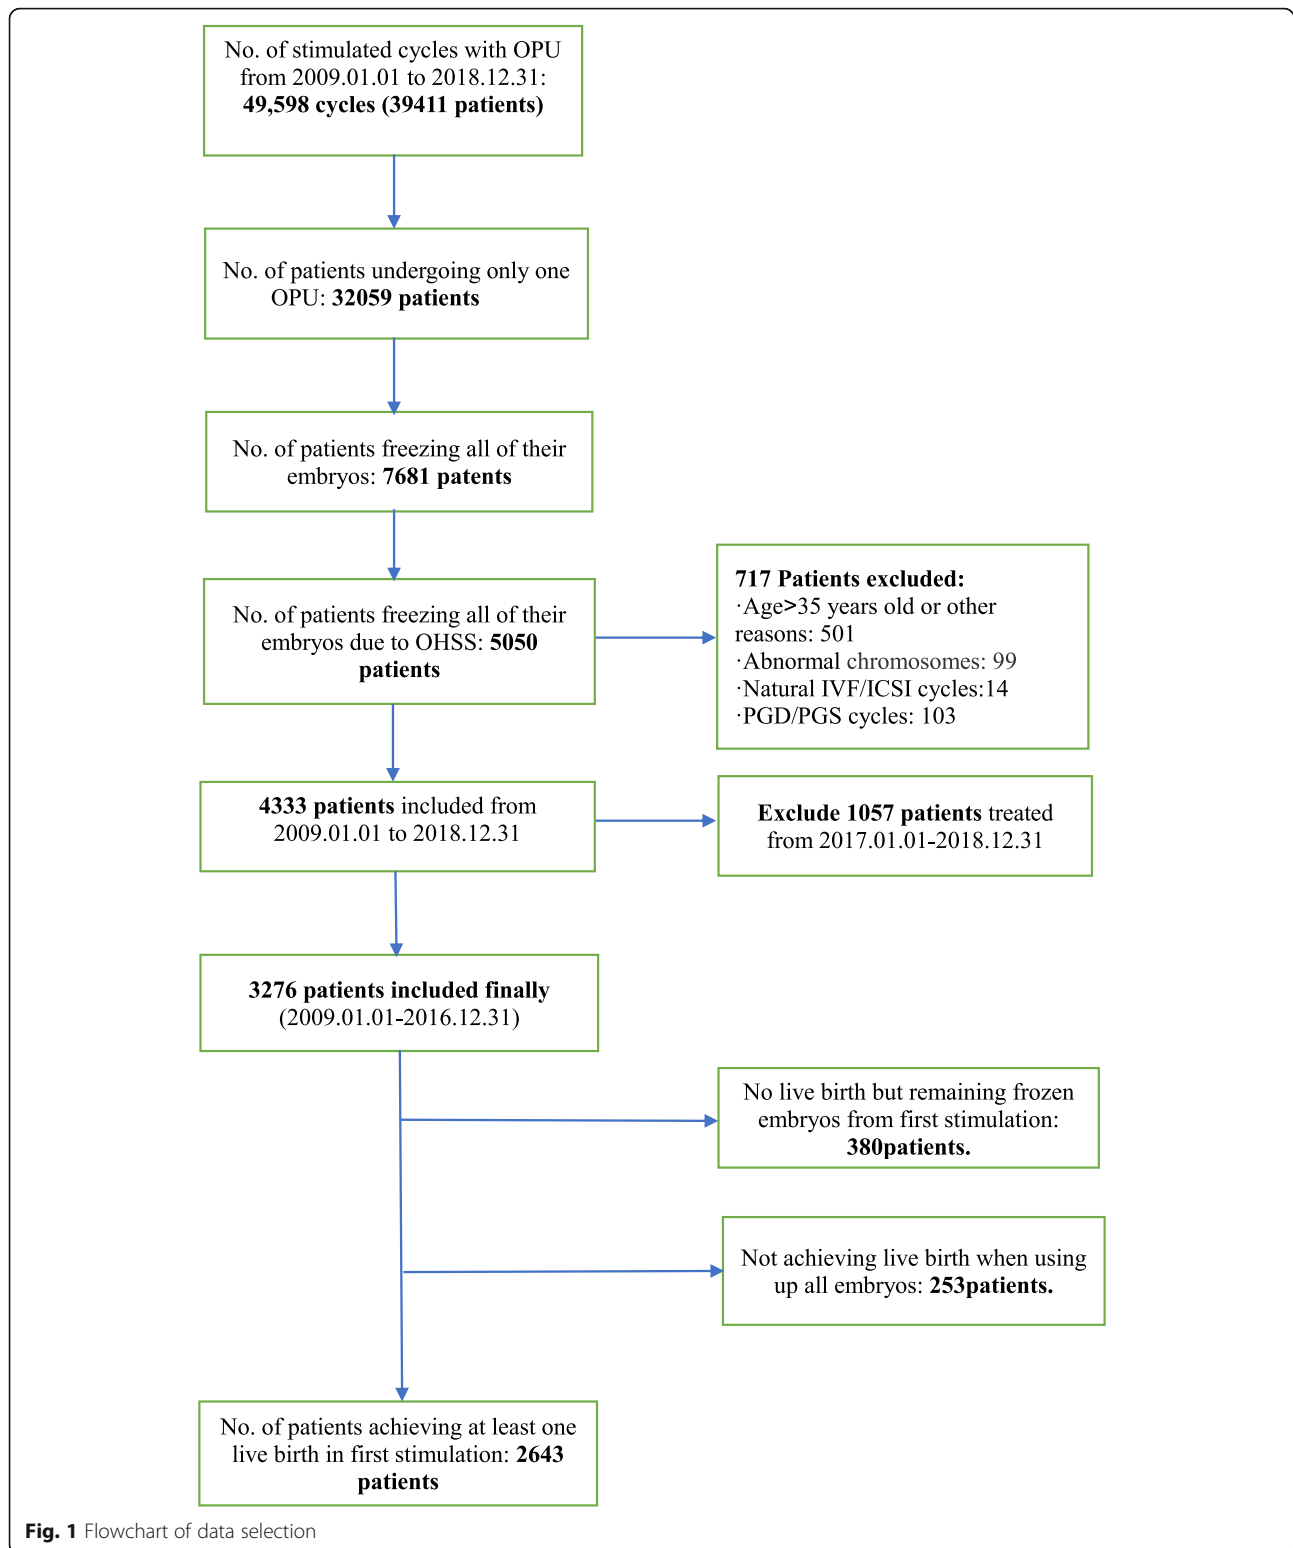 No. of stimulated cycles with OPU
from 2009.01.01 to 2018.12.31:
49,598 cycles (39411 patients)
No. of patients undergoing only one
OPU: 32059 patients
No. of patients freezing all of their
embryos: 7681 patents
No. of patients freezing all of their
embryos due to OHSS: 5050
patients
717 Patients excluded:
·Age>35 years old or other
reasons: 501
·Abnormal chromosomes: 99
·Natural IVF/ICSI cycles:14
·PGD/PGS cycles: 103
4333 patients included from
2009.01.01 to 2018.12.31
Exclude 1057 patients treated
from 2017.01.01-2018.12.31
3276 patients included finally
(2009.01.01-2016.12.31)
No live birth but remaining frozen
embryos from first stimulation:
380patients.
Not achieving live birth when using
up all embryos: 253patients.
No. of patients achieving at least one
live birth in first stimulation: 2643
patients
Fig. 1 Flowchart of data selection